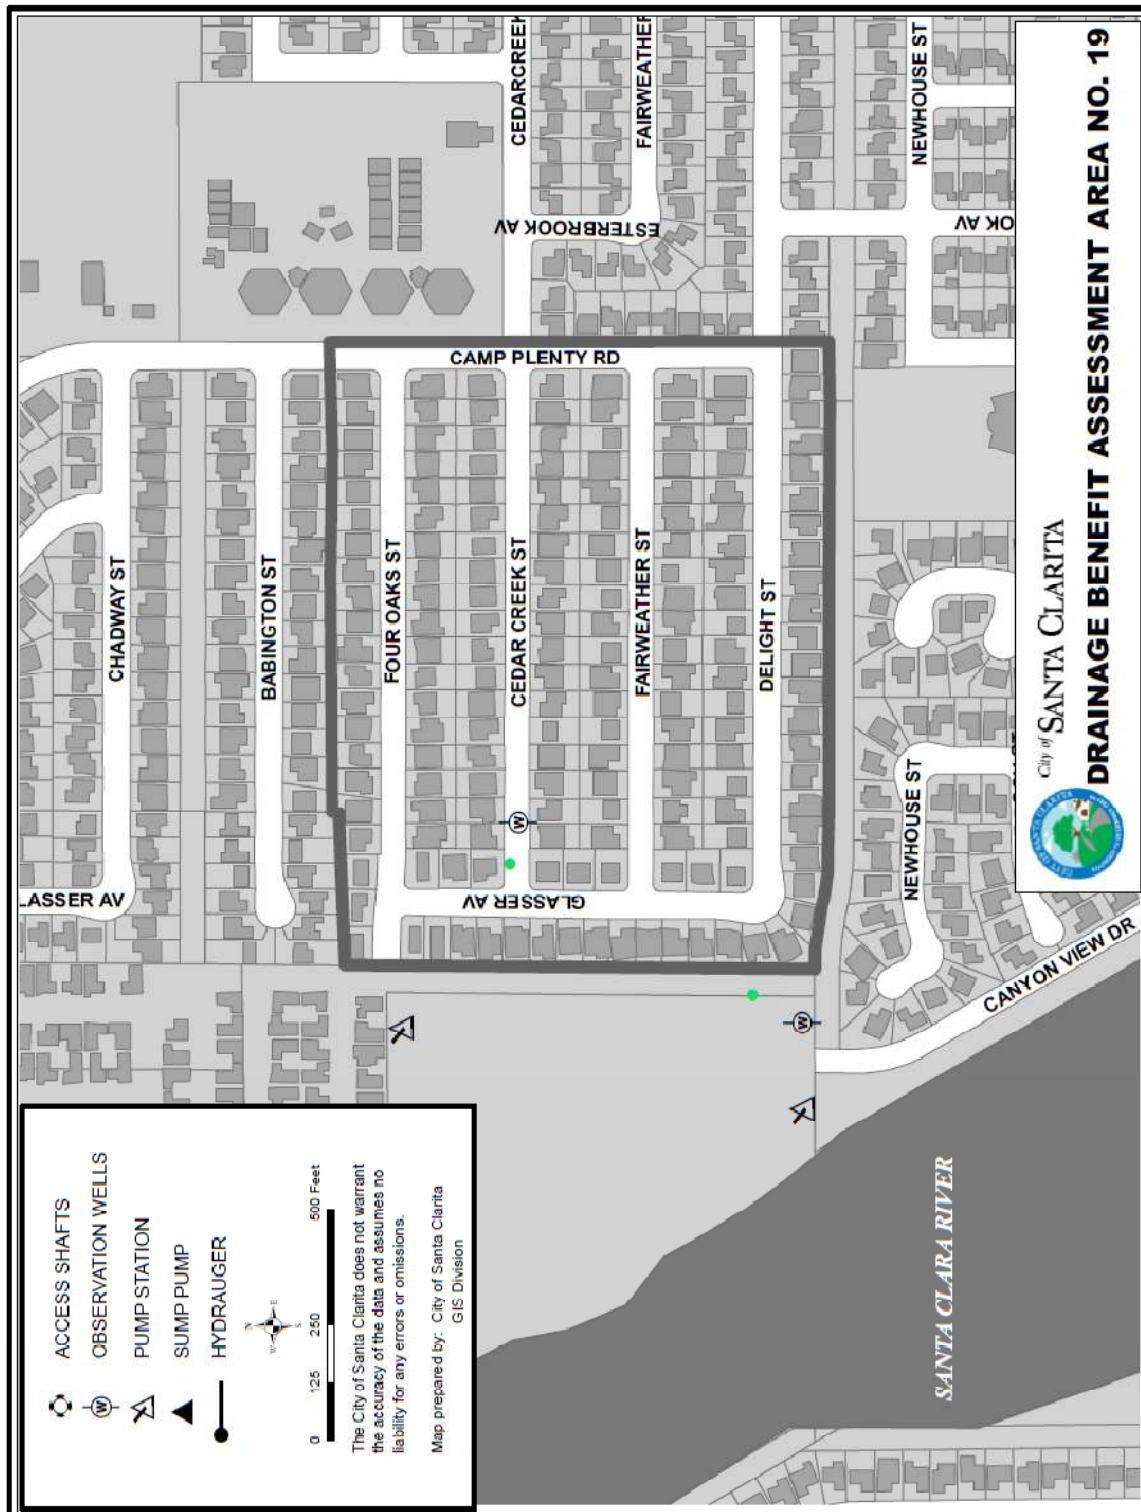 ACCESS SHAFTS
OBSERVATION WELLS
W
PUMP STATION
SUMP PUMP
HYDRAUGER
N
W
E
S
0 125 250 500 Feet
The City of Santa Clarita does not warrant
the accuracy of the data and assumes no
liability for any errors or omissions.
Map prepared by: City of Santa Clarita
GIS Division
LASSER AV
CHADWAY ST
BABINGTON ST
FOUR OAKS ST
CEDAR CREEK ST
FAIRWEATHER ST
DELIGHT ST
GLASSER AV
CAMP PLENTY RD
CEDARCREEK
FAIRWEATHER
ESTERBROOK AV
NEWHOUSE ST
OK AV
NEWHOUSE ST
CANYON VIEW DR
W
W
SANTA CLARA RIVER
City of SANTA CLARITA
DRAINAGE BENEFIT ASSESSMENT AREA NO. 19